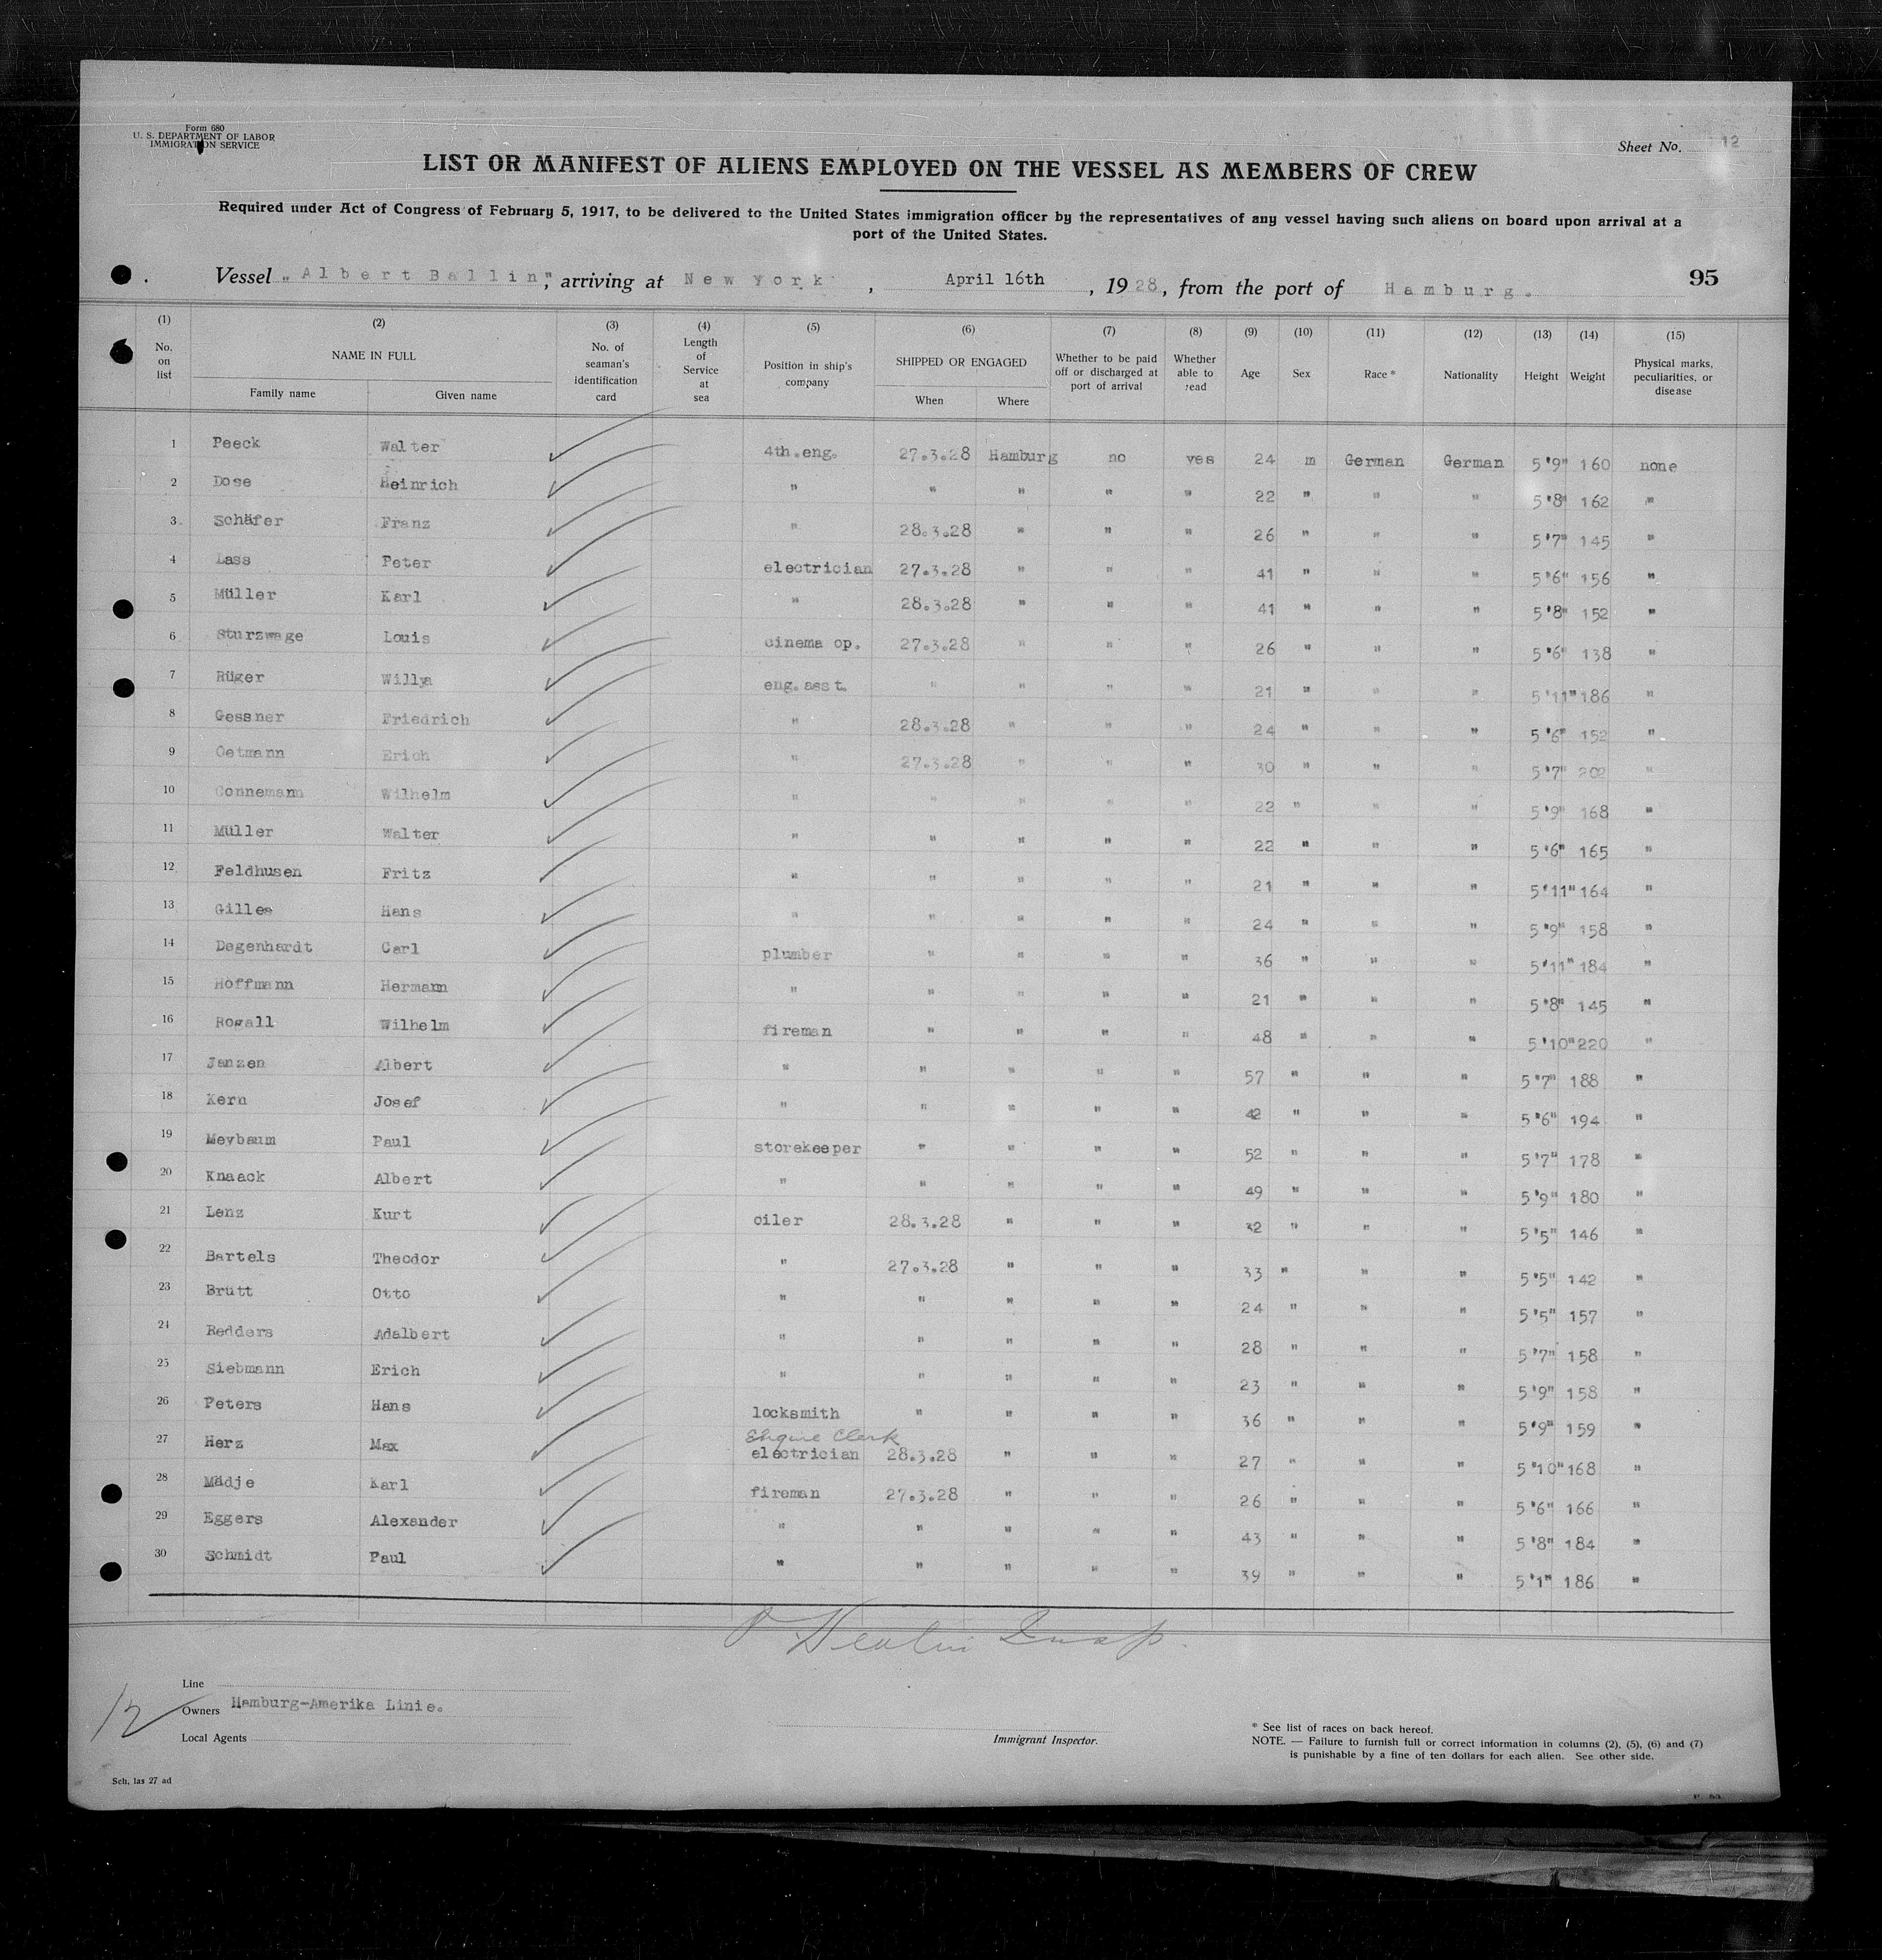 Form 680
U. S. DEPARTMENT OF LABOR
IMMIGRATION SERVICE
Sheet No. 12
LIST OR MANIFEST OF ALIENS EMPLOYED ON THE VESSEL AS MEMBERS OF CREW
Required under Act of Congress of February 5, 1917, to be delivered to the United States immigration officer by the representatives of any vessel having such aliens on board upon arrival at a
port of the United States.
Vessel „Albert Ballin", arriving at New York, April 16th, 1928, from the port of Hamburg. 95
(1) (2) (3) (4) (5) (6) (7) (8) (9) (10) (11) (12) (13) (14) (15)
No. on list NAME IN FULL Family name Given name No. of seaman's identification card Length of Service at sea Position in ship's company SHIPPED OR ENGAGED When Where Whether to be paid off or discharged at port of arrival Whether able to read Age Sex Race * Nationality Height Weight Physical marks, peculiarities, or disease
1 Peeck Walter 4th.eng. 27.3.28 Hamburg no yes 24 m German German 5'9" 160 none
2 Dose Heinrich " " " " " 22 " " " 5'8" 162 "
3 Schäfer Franz " 28.3.28 " " " 26 " " " 5'7" 145 "
4 Lass Peter electrician 27.3.28 " " " 41 " " " 5'6" 156 "
5 Müller Karl " 28.3.28 " " " 41 " " " 5'8" 152 "
6 Sturzwage Louis cinema op. 27.3.28 " " " 26 " " " 5'6" 138 "
7 Rüger Willy eng.asst. " " " " 21 " " " 5'11" 186 "
8 Gessner Friedrich " 28.3.28 " " " 24 " " " 5'6" 152 "
9 Oetmann Erich " 27.3.28 " " " 30 " " " 5'7" 202 "
10 Connemann Wilhelm " " " " " 22 " " " 5'9" 168 "
11 Müller Walter " " " " " 22 " " " 5'6" 165 "
12 Feldhusen Fritz " " " " " 21 " " " 5'11" 164 "
13 Gilles Hans " " " " " 24 " " " 5'9" 158 "
14 Degenhardt Carl plumber " " " " 36 " " " 5'11" 184 "
15 Hoffmann Hermann " " " " " 21 " " " 5'8" 145 "
16 Rogall Wilhelm fireman " " " " 48 " " " 5'10" 220 "
17 Janzen Albert " " " " " 57 " " " 5'7" 188 "
18 Kern Josef " " " " " 42 " " " 5'6" 194 "
19 Meybaum Paul storekeeper " " " " 52 " " " 5'7" 178 "
20 Knaack Albert " " " " " 49 " " " 5'9" 180 "
21 Lenz Kurt oiler 28.3.28 " " " 32 " " " 5'5" 146 "
22 Bartels Theodor " 27.3.28 " " " 33 " " " 5'5" 142 "
23 Brütt Otto " " " " " 24 " " " 5'5" 157 "
24 Redders Adalbert " " " " " 28 " " " 5'7" 158 "
25 Siebmann Erich " " " " " 23 " " " 5'9" 158 "
26 Peters Hans locksmith " " " " 36 " " " 5'9" 159 "
Engine Clerk
27 Herz Max electrician 28.3.28 " " " 27 " " " 5'10" 168 "
28 Mädje Karl fireman 27.3.28 " " " 26 " " " 5'6" 166 "
29 Eggers Alexander " " " " " 43 " " " 5'8" 184 "
30 Schmidt Paul " " " " " 39 " " " 5'1" 186 "
Insp.
Line
12
Owners Hamburg-Amerika Linie.
Local Agents
Immigrant Inspector.
* See list of races on back hereof.
NOTE. — Failure to furnish full or correct information in columns (2), (5), (6) and (7)
is punishable by a fine of ten dollars for each alien. See other side.
Sch, las 27 ad